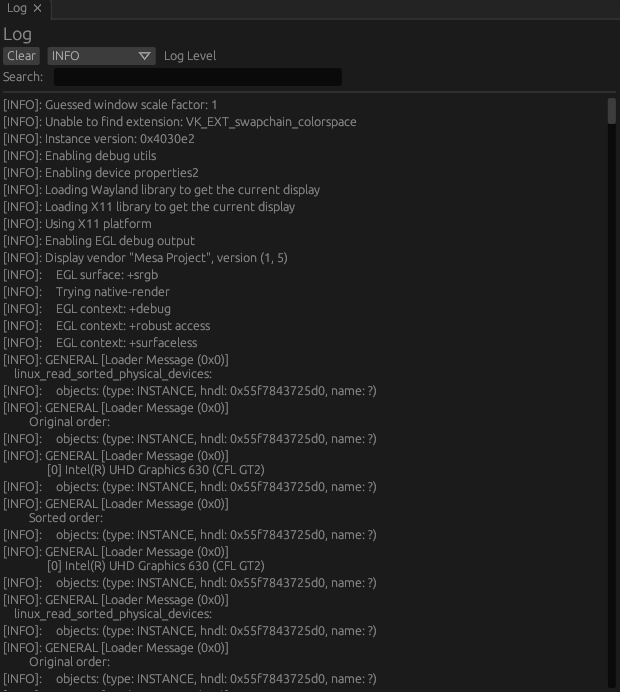 Log ✕
Log
Clear INFO Log Level
Search:
[INFO]: Guessed window scale factor: 1
[INFO]: Unable to find extension: VK_EXT_swapchain_colorspace
[INFO]: Instance version: 0x4030e2
[INFO]: Enabling debug utils
[INFO]: Enabling device properties2
[INFO]: Loading Wayland library to get the current display
[INFO]: Loading X11 library to get the current display
[INFO]: Using X11 platform
[INFO]: Enabling EGL debug output
[INFO]: Display vendor "Mesa Project", version (1, 5)
[INFO]: EGL surface: +srgb
[INFO]: Trying native-render
[INFO]: EGL context: +debug
[INFO]: EGL context: +robust access
[INFO]: EGL context: +surfaceless
[INFO]: GENERAL [Loader Message (0x0)]
linux_read_sorted_physical_devices:
[INFO]: objects: (type: INSTANCE, hndl: 0x55f7843725d0, name: ?)
[INFO]: GENERAL [Loader Message (0x0)]
Original order:
[INFO]: objects: (type: INSTANCE, hndl: 0x55f7843725d0, name: ?)
[INFO]: GENERAL [Loader Message (0x0)]
[0] Intel(R) UHD Graphics 630 (CFL GT2)
[INFO]: objects: (type: INSTANCE, hndl: 0x55f7843725d0, name: ?)
[INFO]: GENERAL [Loader Message (0x0)]
Sorted order:
[INFO]: objects: (type: INSTANCE, hndl: 0x55f7843725d0, name: ?)
[INFO]: GENERAL [Loader Message (0x0)]
[0] Intel(R) UHD Graphics 630 (CFL GT2)
[INFO]: objects: (type: INSTANCE, hndl: 0x55f7843725d0, name: ?)
[INFO]: GENERAL [Loader Message (0x0)]
linux_read_sorted_physical_devices:
[INFO]: objects: (type: INSTANCE, hndl: 0x55f7843725d0, name: ?)
[INFO]: GENERAL [Loader Message (0x0)]
Original order:
[INFO]: objects: (type: INSTANCE, hndl: 0x55f7843725d0, name: ?)